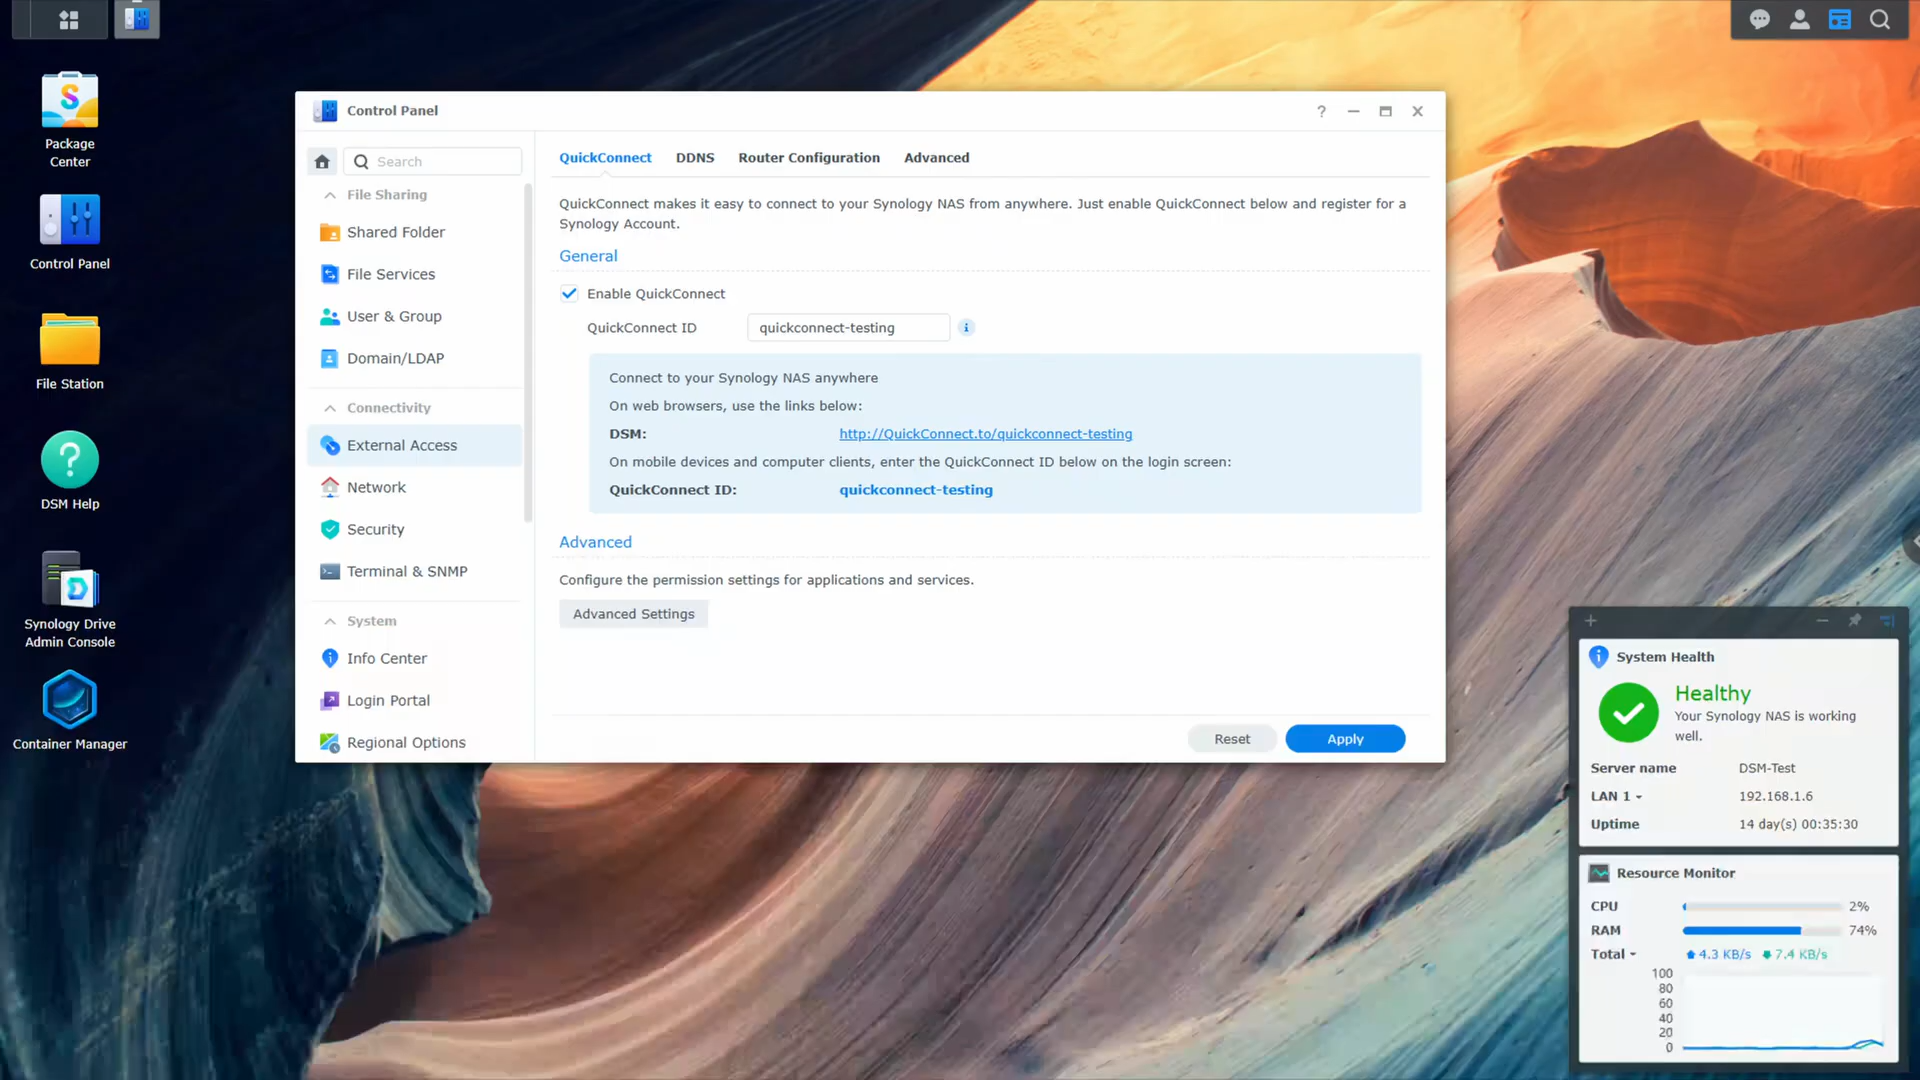 Package
Center
Control Panel
File Station
DSM Help
Synology Drive
Admin Console
Container Manager
Control Panel
Search
File Sharing
Shared Folder
File Services
User & Group
Domain/LDAP
Connectivity
External Access
Network
Security
Terminal & SNMP
System
Info Center
Login Portal
Regional Options
QuickConnect DDNS Router Configuration Advanced
QuickConnect makes it easy to connect to your Synology NAS from anywhere. Just enable QuickConnect below and register for a
Synology Account.
General
Enable QuickConnect
QuickConnect ID quickconnect-testing
Connect to your Synology NAS anywhere
On web browsers, use the links below:
DSM: http://QuickConnect.to/quickconnect-testing
On mobile devices and computer clients, enter the QuickConnect ID below on the login screen:
QuickConnect ID: quickconnect-testing
Advanced
Configure the permission settings for applications and services.
Advanced Settings
Reset Apply
System Health
Healthy
Your Synology NAS is working
well.
Server name DSM-Test
LAN 1 192.168.1.6
Uptime 14 day(s) 00:35:30
Resource Monitor
CPU 2%
RAM 74%
Total 4.3 KB/s 7.4 KB/s
100
80
60
40
20
0